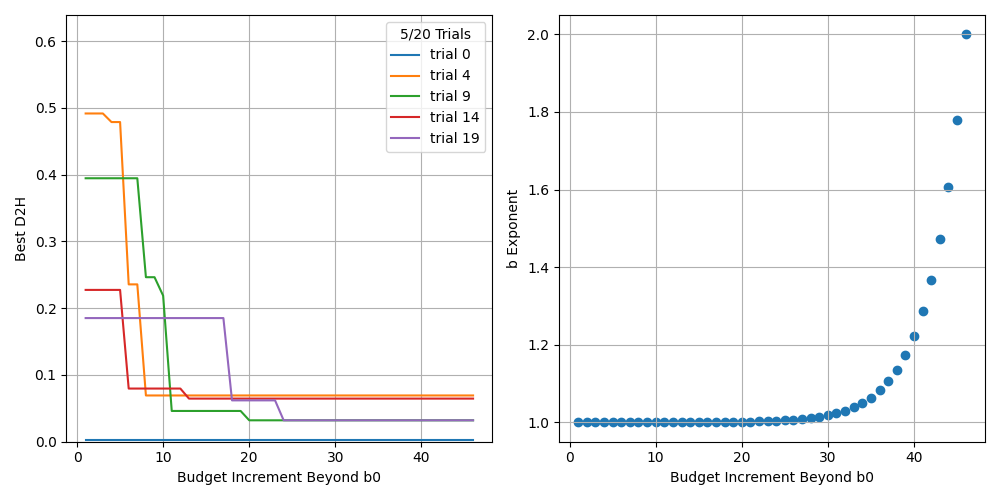 0.6
0.5
0.4
0.3
0.2
0.1
0.0
Best D2H
0 10 20 30 40
Budget Increment Beyond b0
5/20 Trials
trial 0
trial 4
trial 9
trial 14
trial 19
2.0
1.8
1.6
1.4
1.2
1.0
b Exponent
0 10 20 30 40
Budget Increment Beyond b0